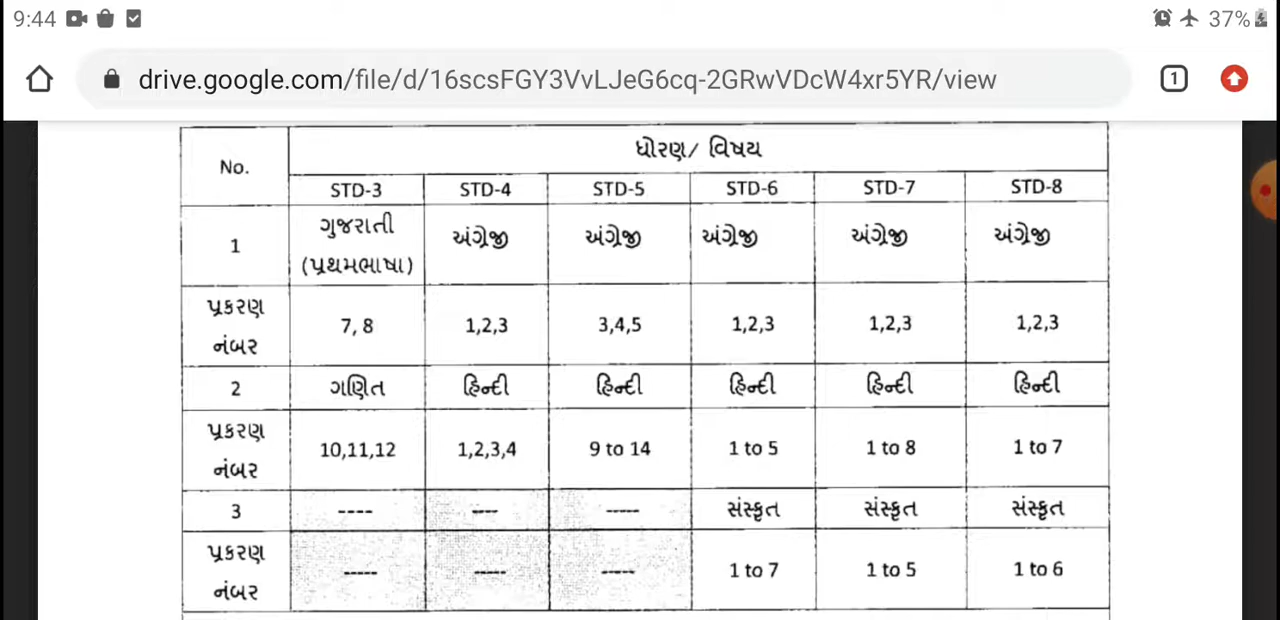 9:44 37%
drive.google.com/file/d/16scsFGY3VvLJeG6cq-2GRwVDcW4xr5YR/view 1
No. ધોરણ/ વિષય
STD-3 STD-4 STD-5 STD-6 STD-7 STD-8
1 ગુજરાતી (પ્રથમભાષા) અંગ્રેજી અંગ્રેજી અંગ્રેજી અંગ્રેજી અંગ્રેજી
પ્રકરણ નંબર 7, 8 1,2,3 3,4,5 1,2,3 1,2,3 1,2,3
2 ગણિત હિન્દી હિન્દી હિન્દી હિન્દી હિન્દી
પ્રકરણ નંબર 10,11,12 1,2,3,4 9 to 14 1 to 5 1 to 8 1 to 7
3 ---- --- ----- સંસ્કૃત સંસ્કૃત સંસ્કૃત
પ્રકરણ નંબર ----- ---- ----- 1 to 7 1 to 5 1 to 6